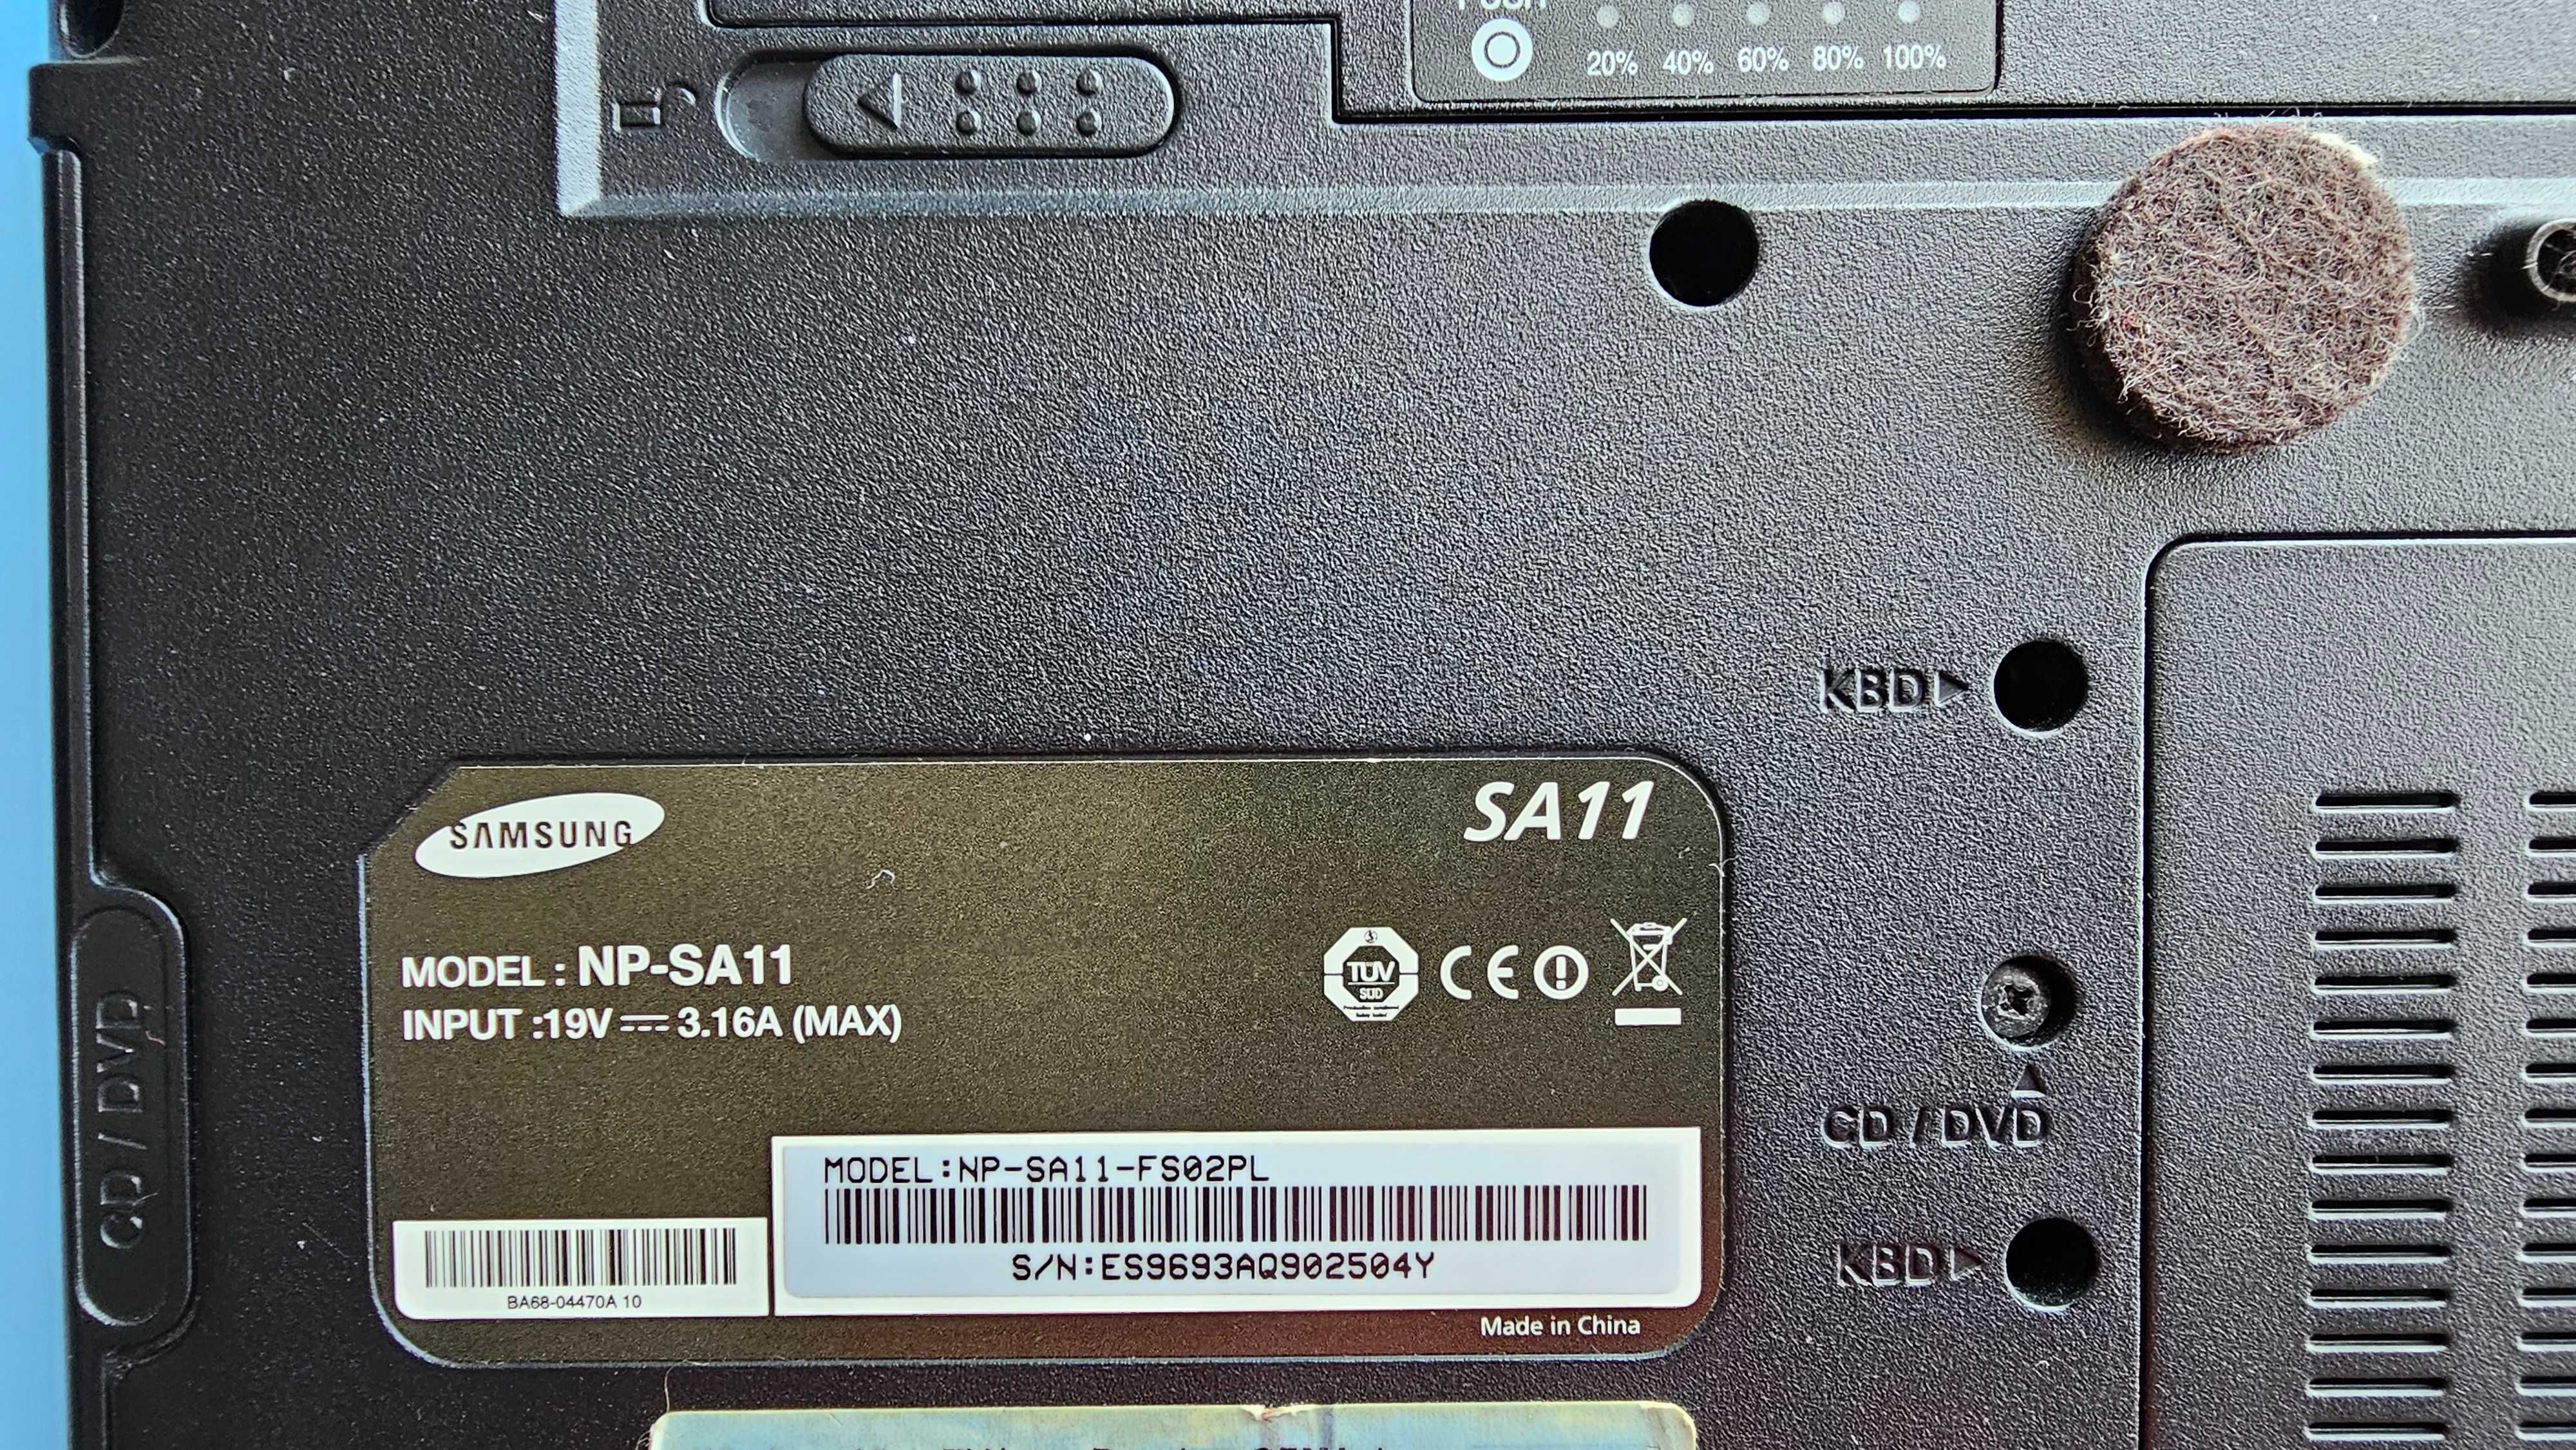 PUSH
20% 40% 60% 80% 100%
KBD
SAMSUNG
SA11
MODEL : NP-SA11
INPUT :19V 3.16A (MAX)
TÜV
SÜD
CE
CD / DVD
CD / DVD
MODEL:NP-SA11-FS02PL
S/N:ES9693AQ902504Y
BA68-04470A 10
KBD
Made in China